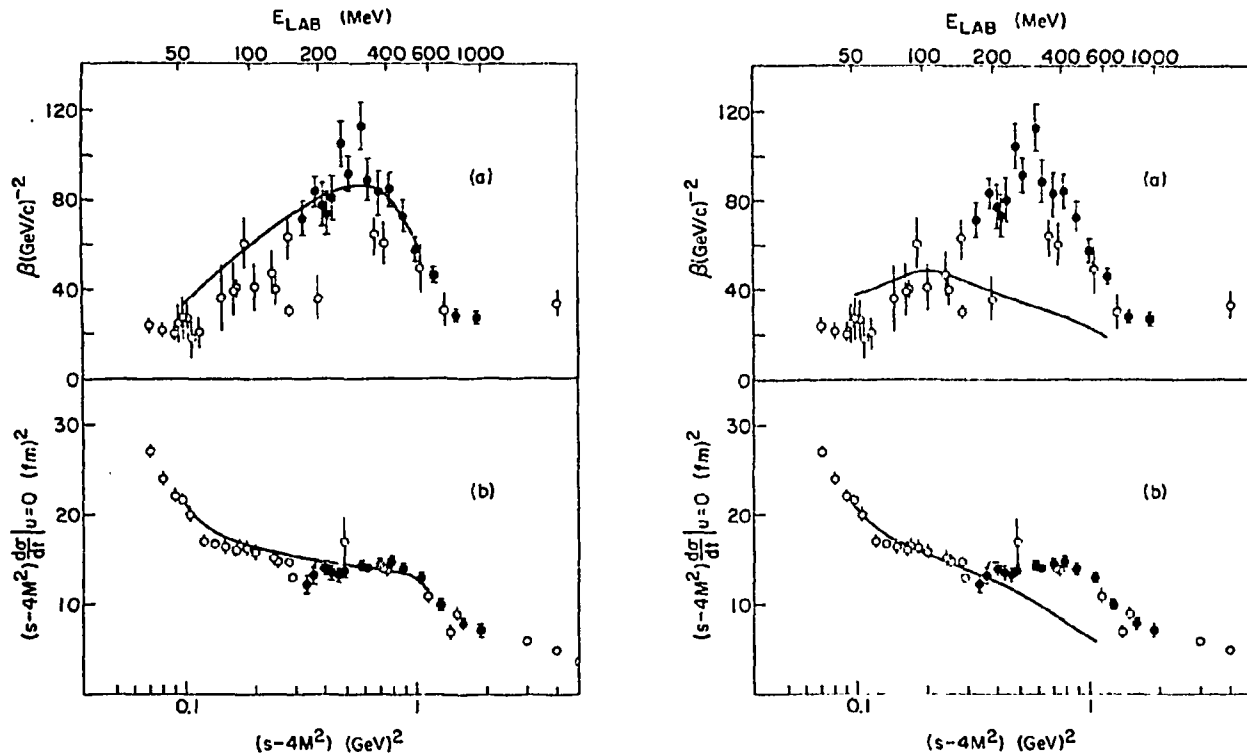 E_LAB (MeV)
50 100 200 400 600 1000
β(GeV/c)⁻²
120
80
40
0
(a)
(s-4M²) dσ/dt|u=0 (fm)²
30
20
10
(b)
0.1 1
(s-4M²) (GeV)²
E_LAB (MeV)
50 100 200 400 600 1000
β(GeV/c)⁻²
120
80
40
0
(a)
(s-4M²) dσ/dt|u=0 (fm)²
30
20
10
(b)
0.1 1
(s-4M²) (GeV)²